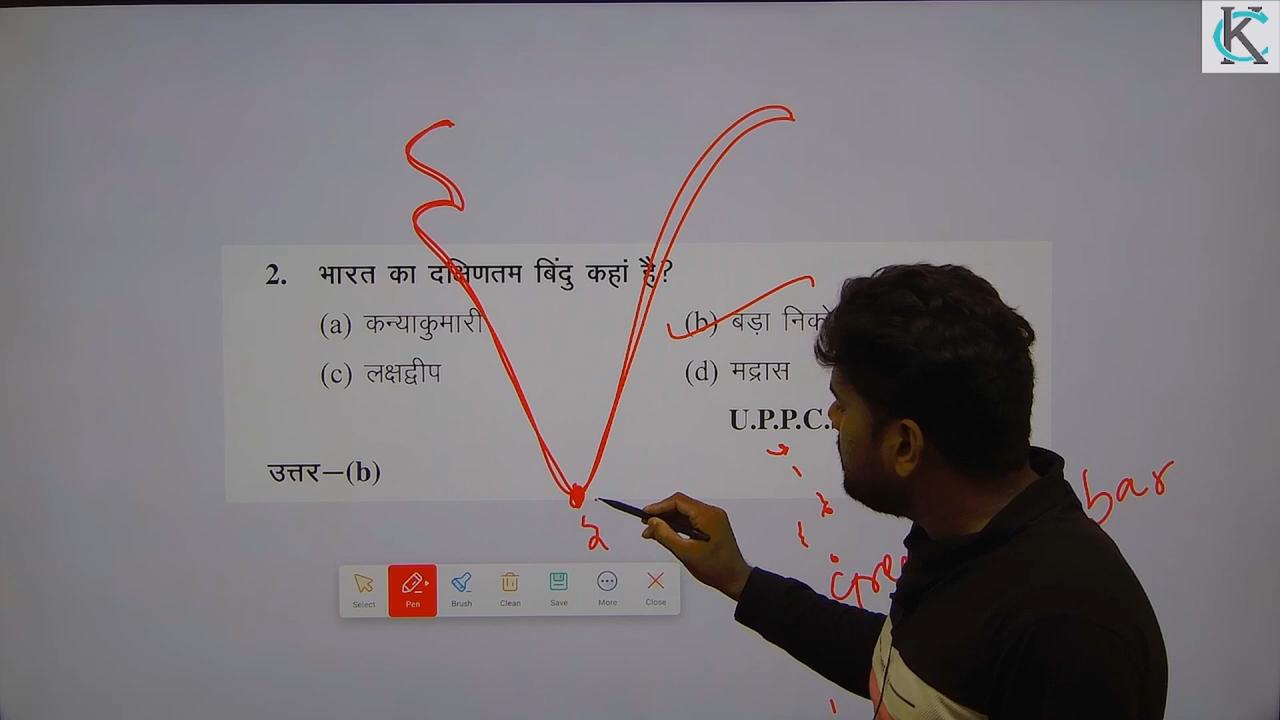 2. भारत का दक्षिणतम बिंदु कहां है?
(a) कन्याकुमारी
(b) बड़ा
(c) लक्षद्वीप
(d) मद्रास
U.P.P.C.
उत्तर–(b)
2
bar
Select
Pen
Brush
Clean
Save
More
Close